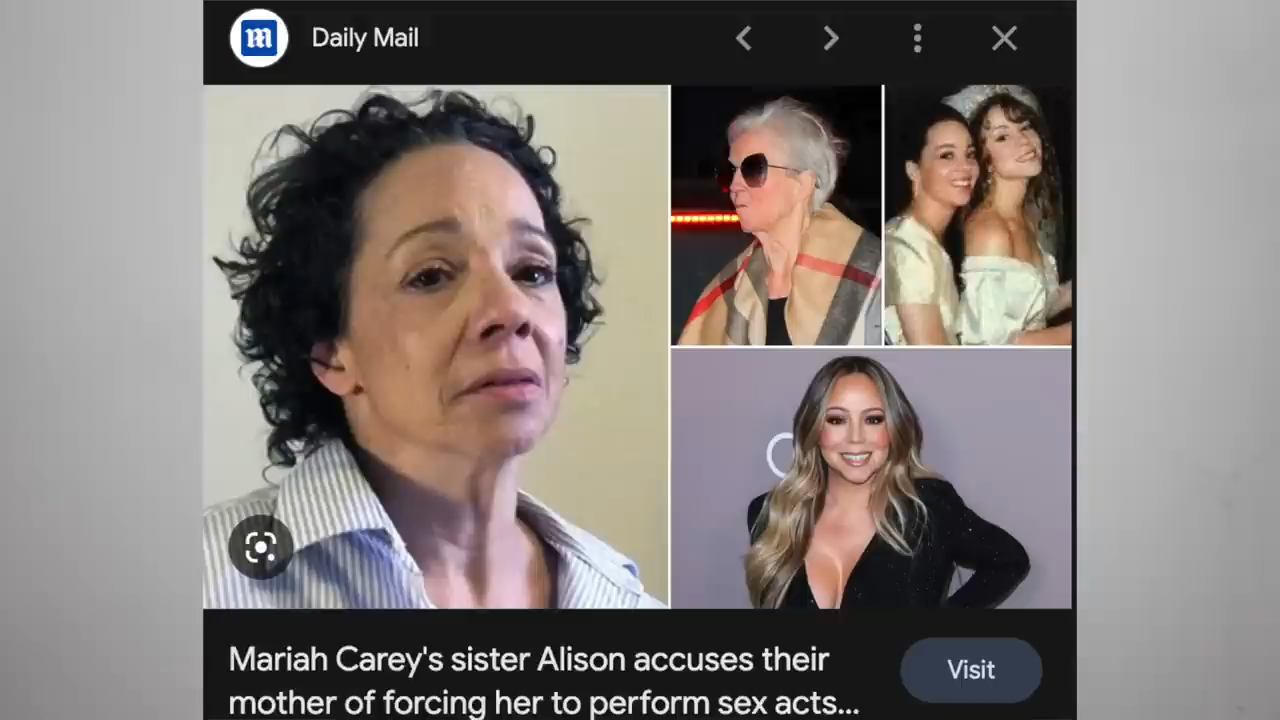 Daily Mail
Mariah Carey's sister Alison accuses their
mother of forcing her to perform sex acts...
Visit